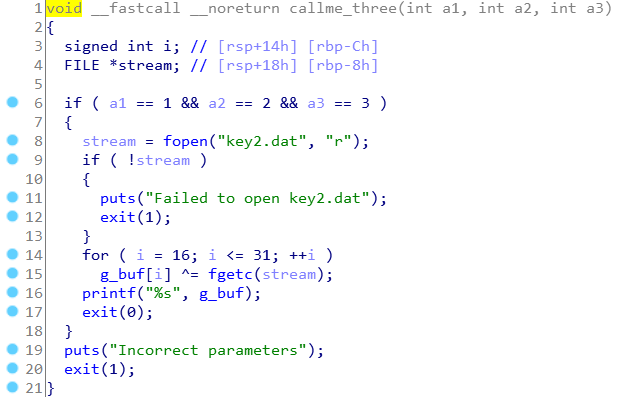 1 void __fastcall __noreturn callme_three(int a1, int a2, int a3)
2 {
3 signed int i; // [rsp+14h] [rbp-Ch]
4 FILE *stream; // [rsp+18h] [rbp-8h]
5
6 if ( a1 == 1 && a2 == 2 && a3 == 3 )
7 {
8 stream = fopen("key2.dat", "r");
9 if ( !stream )
10 {
11 puts("Failed to open key2.dat");
12 exit(1);
13 }
14 for ( i = 16; i <= 31; ++i )
15 g_buf[i] ^= fgetc(stream);
16 printf("%s", g_buf);
17 exit(0);
18 }
19 puts("Incorrect parameters");
20 exit(1);
21 }